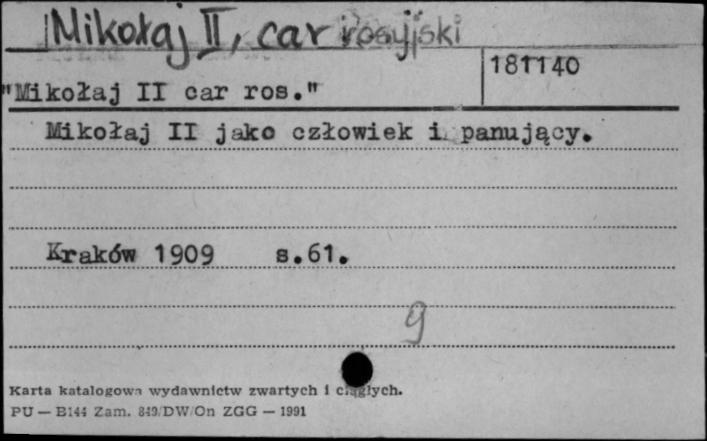 Mikołaj II, car rosyjski
181140
"Mikołaj II car ros."
Mikołaj II jako człowiek i panujący.
Kraków 1909 s.61.
9
Karta katalogowa wydawnictw zwartych i ciągłych.
PU — B144 Zam. 849/DW/On ZGG — 1991